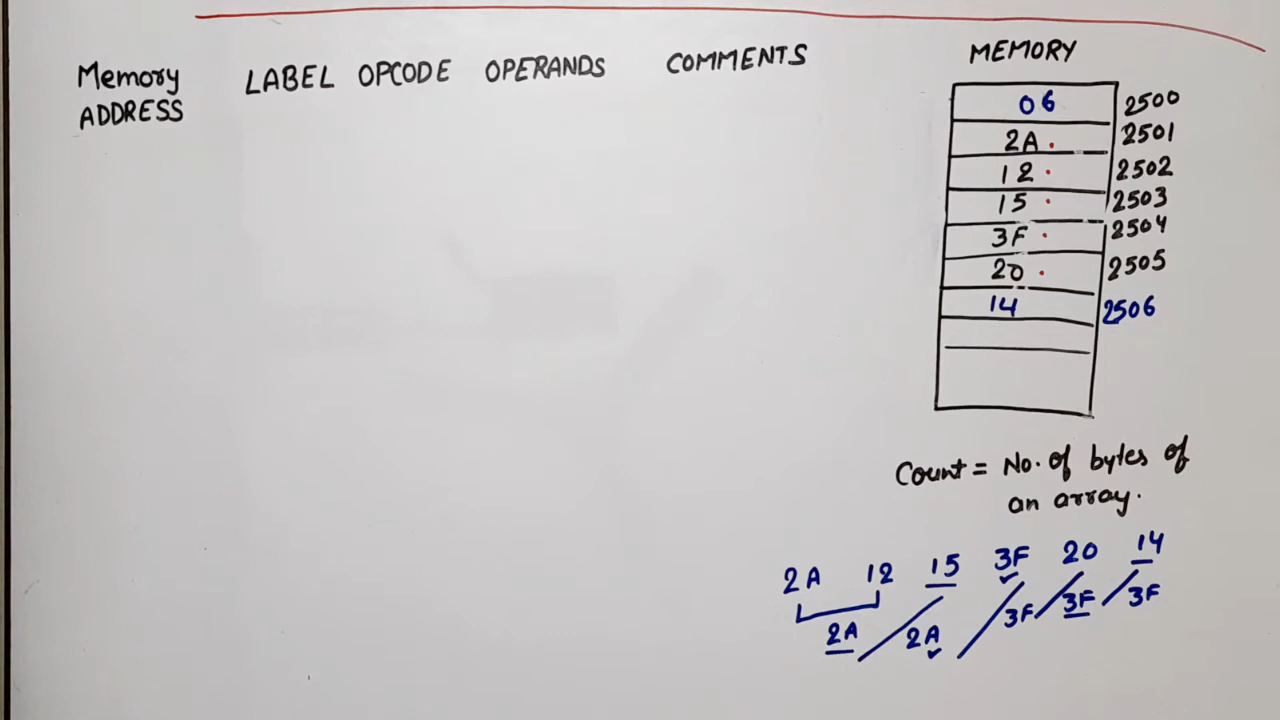 Memory ADDRESS LABEL OPCODE OPERANDS COMMENTS
MEMORY
06 2500
2A 2501
12 2502
15 2503
3F 2504
20 2505
14 2506
Count = No. of bytes of
an array.
2A 12 15 3F 20 14
2A 2A 3F 3F 3F